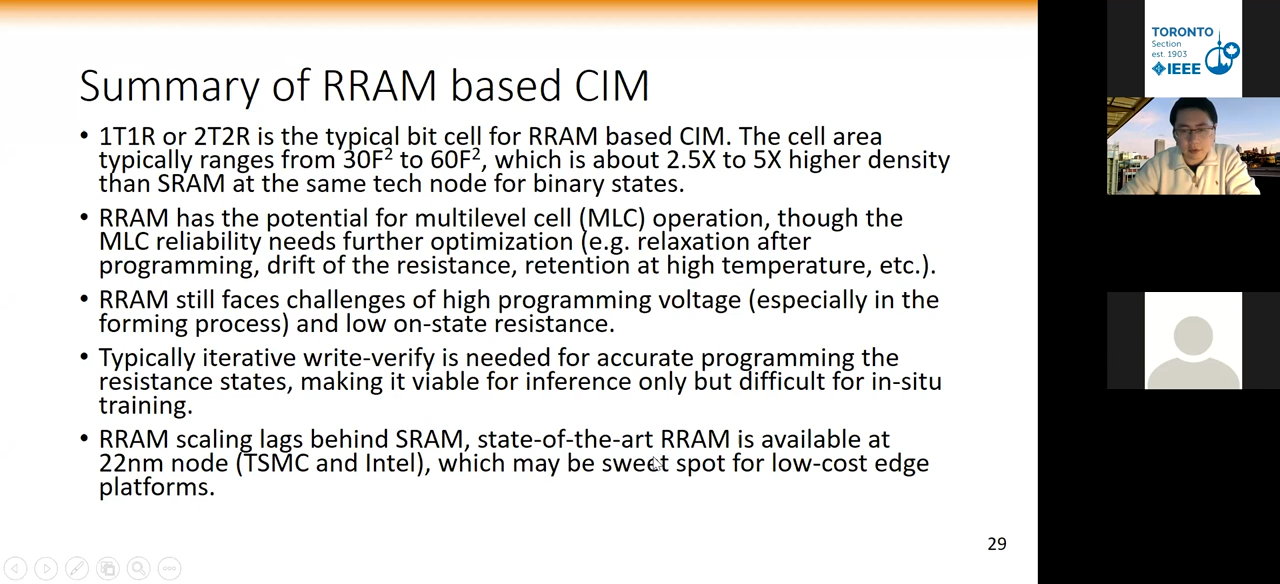 Summary of RRAM based CIM
• 1T1R or 2T2R is the typical bit cell for RRAM based CIM. The cell area
typically ranges from 30F² to 60F², which is about 2.5X to 5X higher density
than SRAM at the same tech node for binary states.
• RRAM has the potential for multilevel cell (MLC) operation, though the
MLC reliability needs further optimization (e.g. relaxation after
programming, drift of the resistance, retention at high temperature, etc.).
• RRAM still faces challenges of high programming voltage (especially in the
forming process) and low on-state resistance.
• Typically iterative write-verify is needed for accurate programming the
resistance states, making it viable for inference only but difficult for in-situ
training.
• RRAM scaling lags behind SRAM, state-of-the-art RRAM is available at
22nm node (TSMC and Intel), which may be sweet spot for low-cost edge
platforms.
29
TORONTO
Section
est. 1903
IEEE